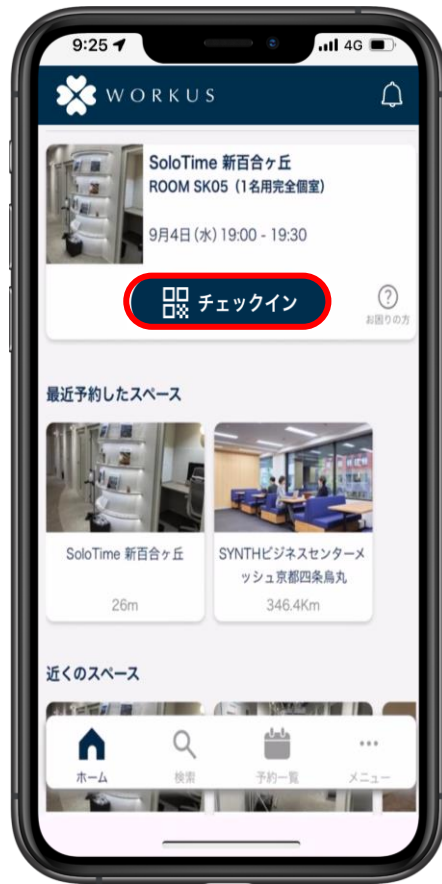 9:25
4G
WORKUS
SoloTime 新百合ヶ丘
ROOM SK05（1名用完全個室）
9月4日（水）19:00 - 19:30
チェックイン
お困りの方
最近予約したスペース
SoloTime 新百合ヶ丘
26m
SYNTHビジネスセンターメ
ッシュ京都四条烏丸
346.4Km
近くのスペース
ホーム
検索
予約一覧
メニュー